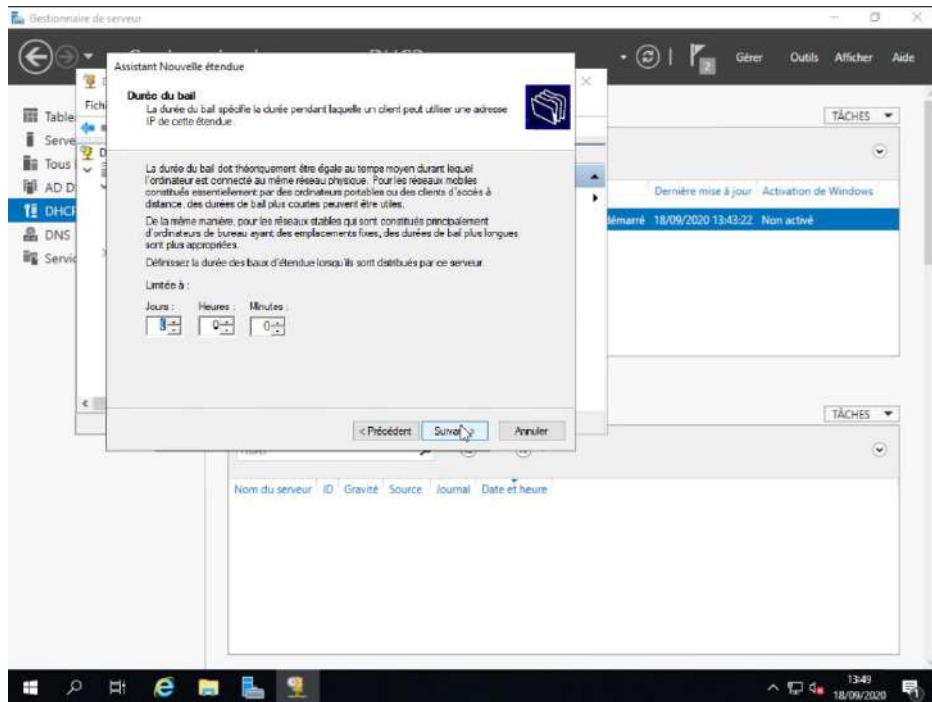 Gestionnaire de serveur
Gérer Outils Afficher Aide
2
Assistant Nouvelle étendue
Durée du bail
La durée du bail spécifie la durée pendant laquelle un client peut utiliser une adresse
IP de cette étendue.
La durée du bail doit théoriquement être égale au temps moyen durant lequel
l'ordinateur est connecté au même réseau physique. Pour les réseaux mobiles
constitués essentiellement par des ordinateurs portables ou des clients d'accès à
distance, des durées de bail plus courtes peuvent être utiles.
De la même manière, pour les réseaux stables qui sont constitués principalement
d'ordinateurs de bureau ayant des emplacements fixes, des durées de bail plus longues
sont plus appropriées.
Définissez la durée des baux d'étendue lorsqu'ils sont distribués par ce serveur.
Limitée à :
Jours : Heures : Minutes :
8 0 0
< Précédent Suivant > Annuler
Fichi
Table
Serve
Tous
AD D
DHCP
DNS
Servic
TÂCHES
Dernière mise à jour Activation de Windows
démarré 18/09/2020 13:43:22 Non activé
TÂCHES
Nom du serveur ID Gravité Source Journal Date et heure
13:49
18/09/2020
1